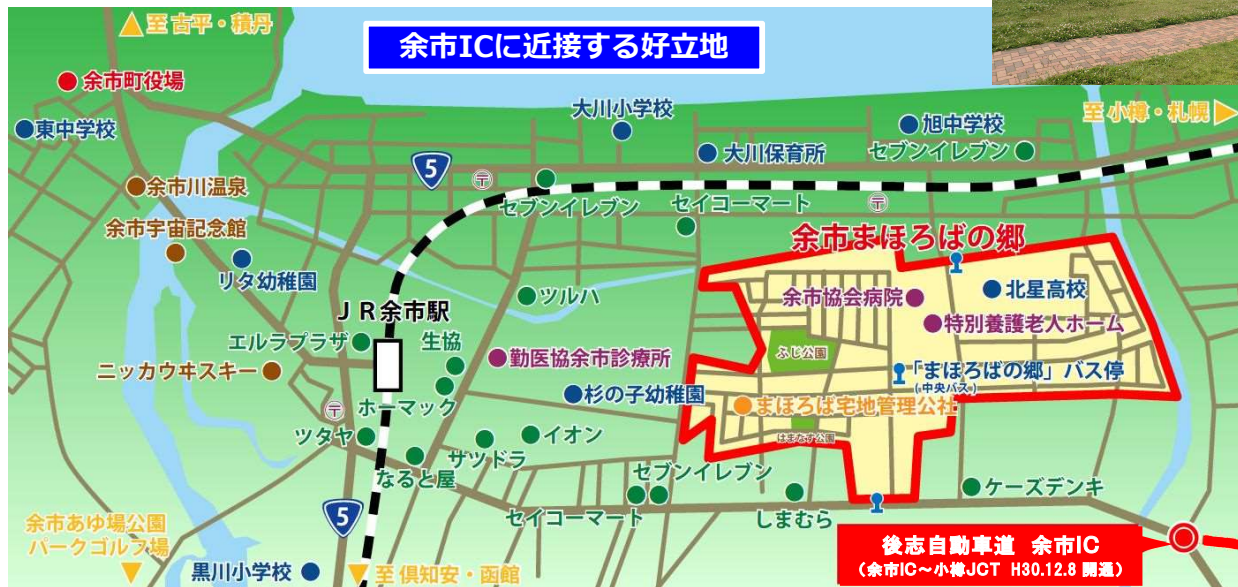 至 古平・積丹
余市ICに近接する好立地
余市町役場
東中学校
大川小学校
旭中学校
至 小樽・札幌
大川保育所
セブンイレブン
5
〒
余市川温泉
セブンイレブン
セイコーマート
〒
余市宇宙記念館
リタ幼稚園
余市まほろばの郷
JR余市駅
ツルハ
余市協会病院
北星高校
特別養護老人ホーム
エルラプラザ
生協
勤医協余市診療所
ふじ公園
ニッカウヰスキー
ホーマック
杉の子幼稚園
「まほろばの郷」バス停
(中央バス)
まほろば宅地管理公社
〒
ツタヤ
イオン
はまなす公園
サツドラ
なると屋
セブンイレブン
ケーズデンキ
しまむら
セイコーマート
5
余市あゆ場公園
パークゴルフ場
黒川小学校
至 倶知安・函館
後志自動車道 余市IC
(余市IC～小樽JCT H30.12.8 開通)